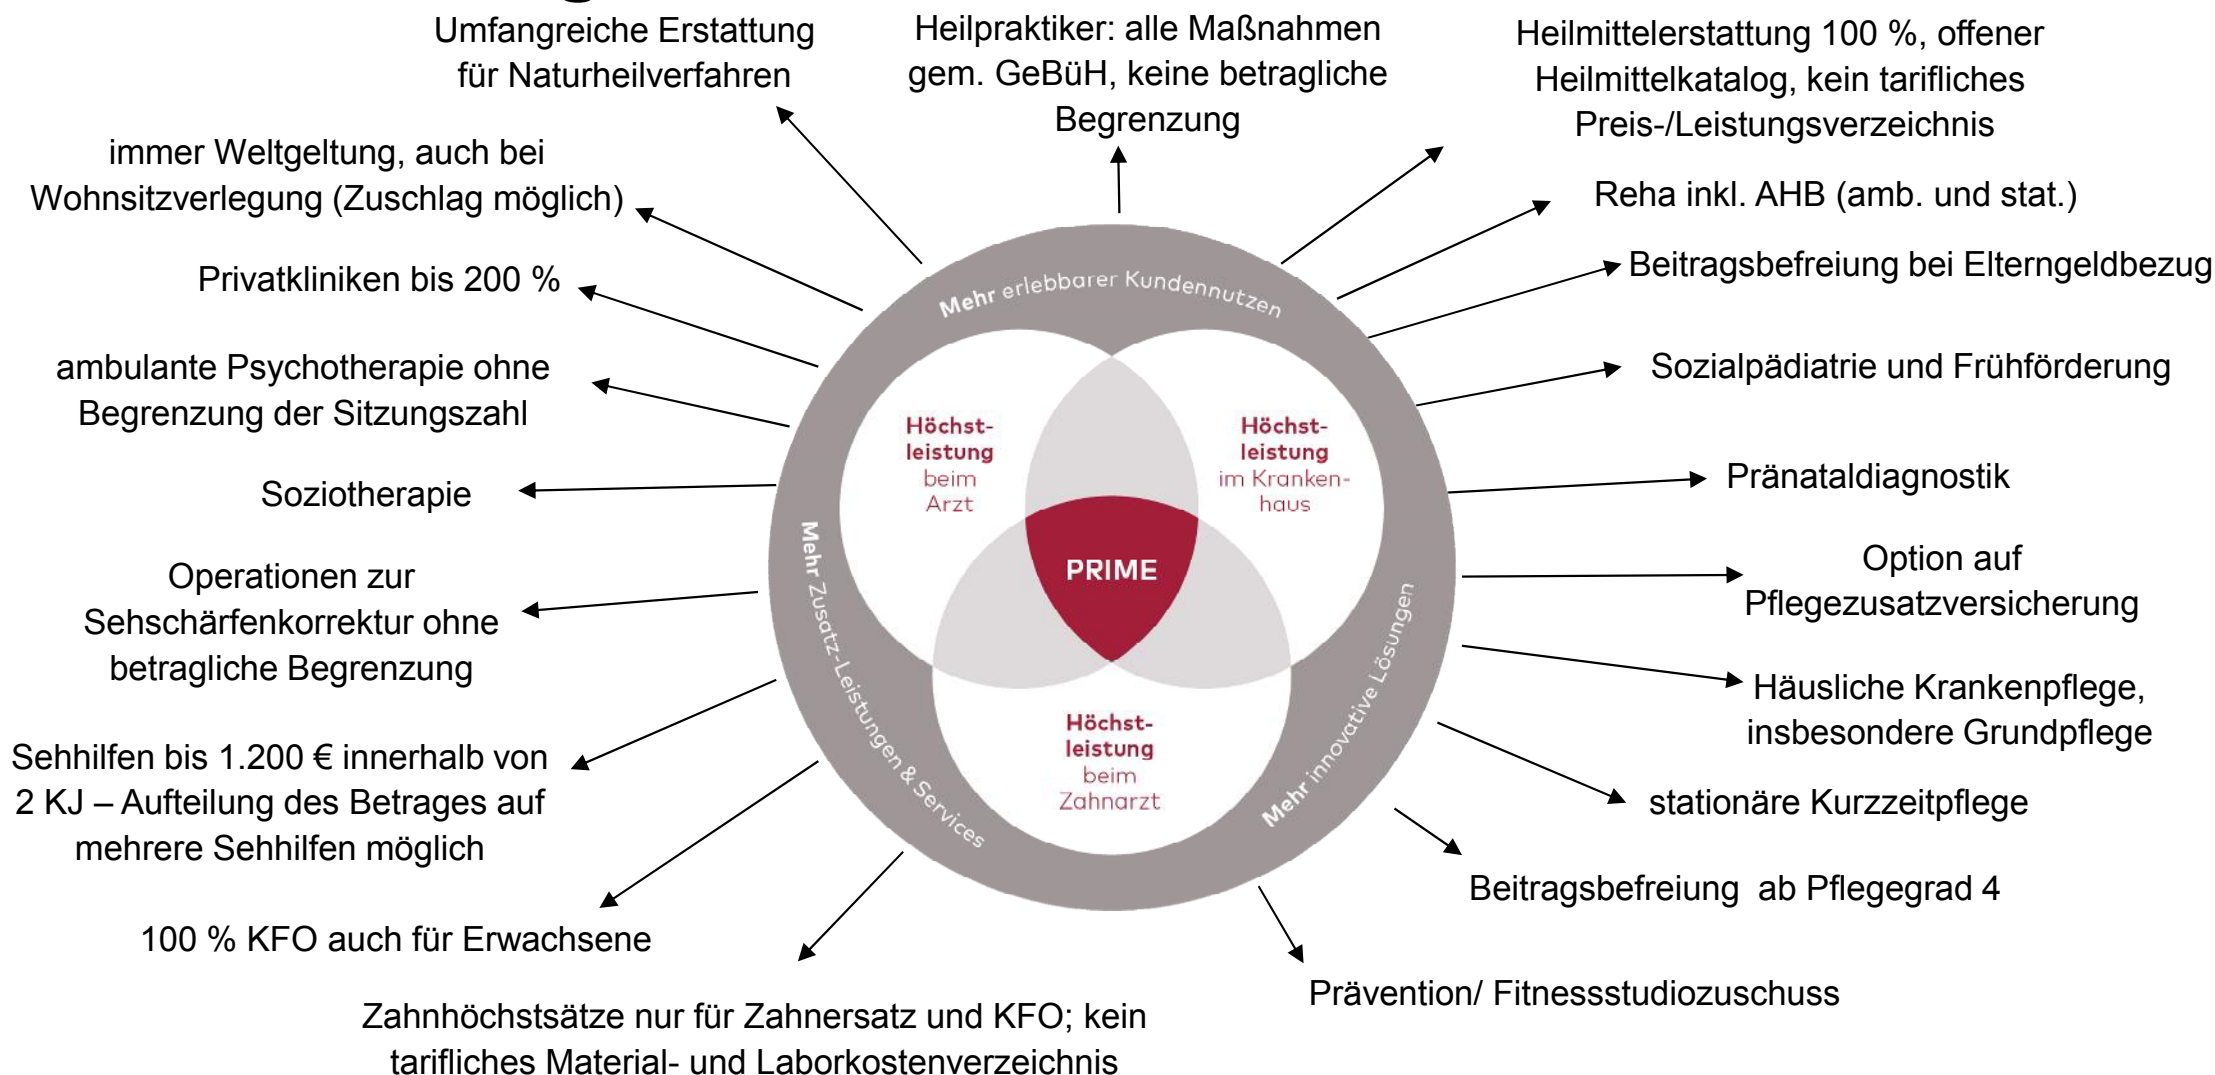 Umfangreiche Erstattung
für Naturheilverfahren
Heilpraktiker: alle Maßnahmen
gem. GeBüH, keine betragliche
Begrenzung
Heilmittelerstattung 100 %, offener
Heilmittelkatalog, kein tarifliches
Preis-/Leistungsverzeichnis
immer Weltgeltung, auch bei
Wohnsitzverlegung (Zuschlag möglich)
Reha inkl. AHB (amb. und stat.)
Privatkliniken bis 200 %
Beitragsbefreiung bei Elterngeldbezug
ambulante Psychotherapie ohne
Begrenzung der Sitzungszahl
Sozialpädiatrie und Frühförderung
Soziotherapie
Pränataldiagnostik
Operationen zur
Sehschärfenkorrektur ohne
betragliche Begrenzung
Option auf
Pflegezusatzversicherung
Häusliche Krankenpflege,
insbesondere Grundpflege
Sehhilfen bis 1.200 € innerhalb von
2 KJ – Aufteilung des Betrages auf
mehrere Sehhilfen möglich
stationäre Kurzzeitpflege
Beitragsbefreiung ab Pflegegrad 4
100 % KFO auch für Erwachsene
Prävention/ Fitnessstudiozuschuss
Zahnhöchstsätze nur für Zahnersatz und KFO; kein
tarifliches Material- und Laborkostenverzeichnis
Mehr erlebbarer Kundennutzen
Höchst-
leistung
beim
Arzt
Höchst-
leistung
im Kranken-
haus
PRIME
Höchst-
leistung
beim
Zahnarzt
Mehr Zusatz-Leistungen & Services
Mehr innovative Lösungen